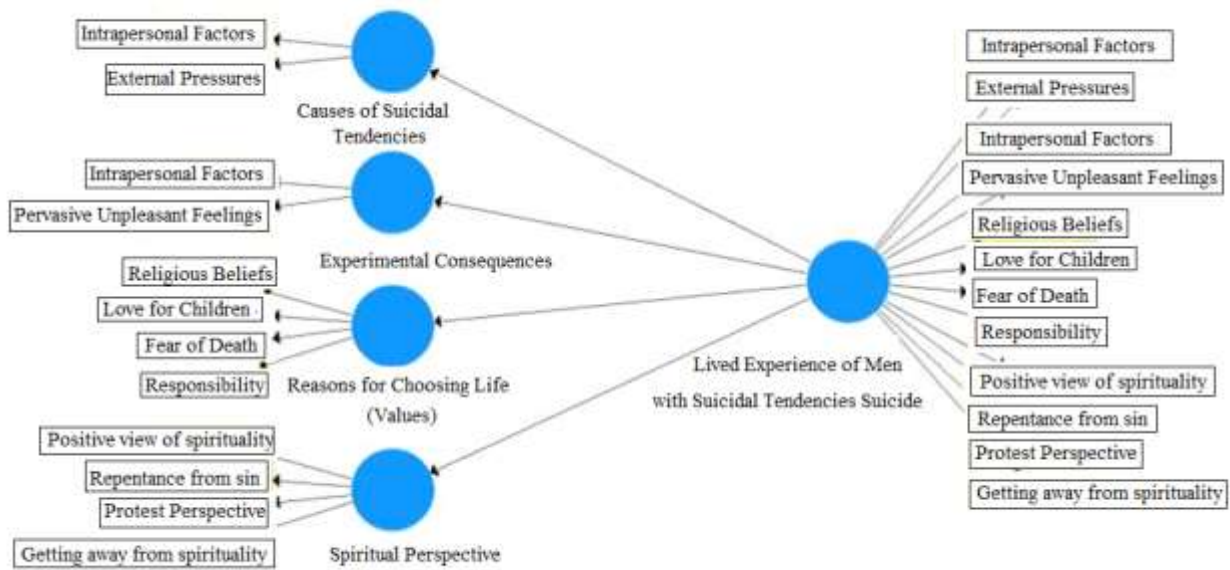 Intrapersonal Factors
External Pressures
Causes of Suicidal
Tendencies
Intrapersonal Factors
Pervasive Unpleasant Feelings
Experimental Consequences
Religious Beliefs
Love for Children
Fear of Death
Responsibility
Reasons for Choosing Life
(Values)
Positive view of spirituality
Repentance from sin
Protest Perspective
Getting away from spirituality
Spiritual Perspective
Lived Experience of Men
with Suicidal Tendencies Suicide
Intrapersonal Factors
External Pressures
Intrapersonal Factors
Pervasive Unpleasant Feelings
Religious Beliefs
Love for Children
Fear of Death
Responsibility
Positive view of spirituality
Repentance from sin
Protest Perspective
Getting away from spirituality